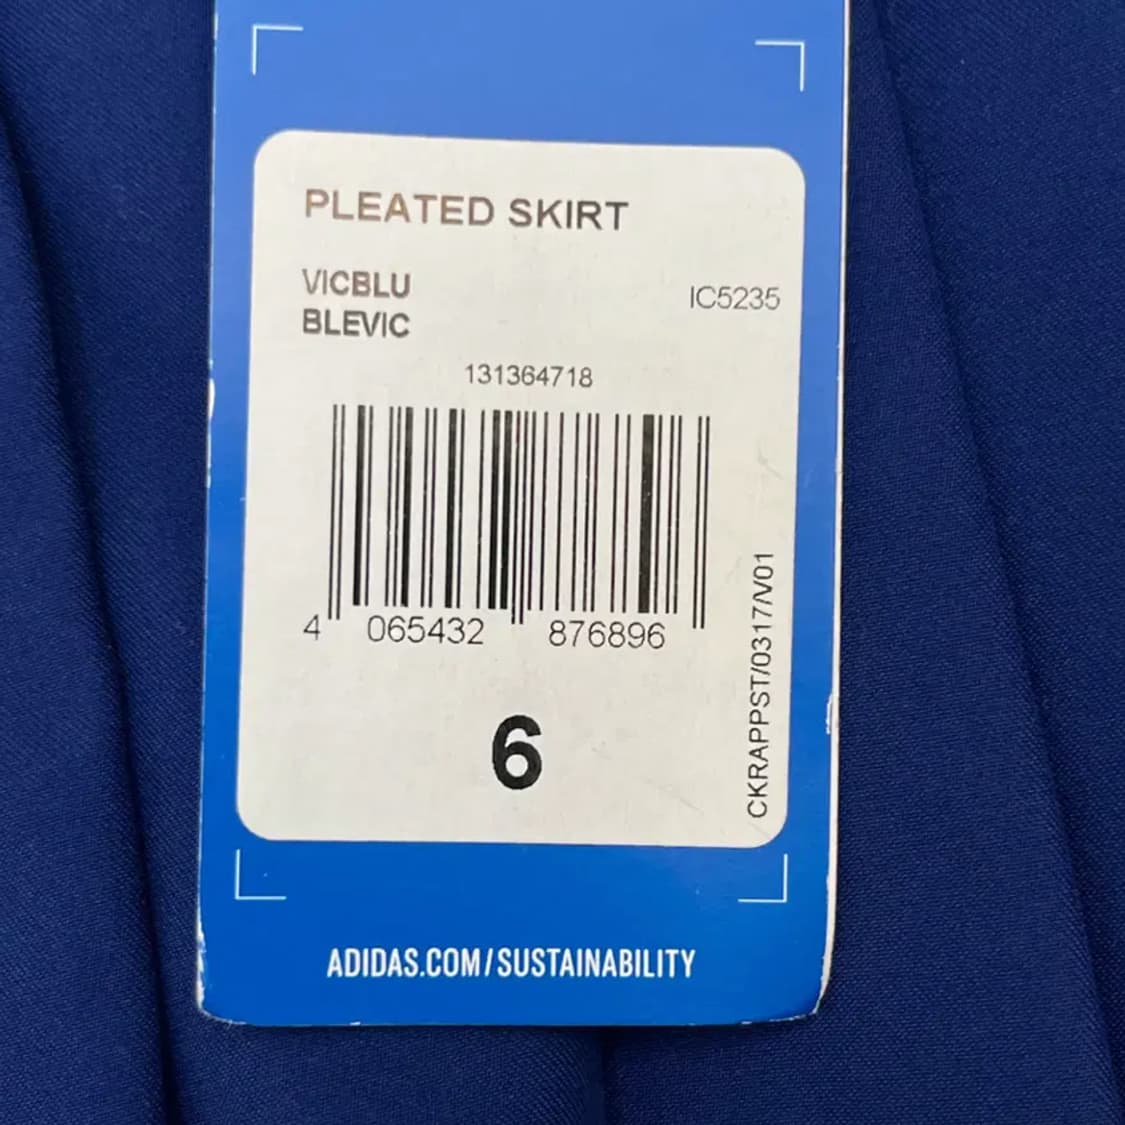 PLEATED SKIRT
VICBLU
BLEVIC
IC5235
131364718
4 065432 876896
6
CKRAPPST/0317/V01
ADIDAS.COM/SUSTAINABILITY